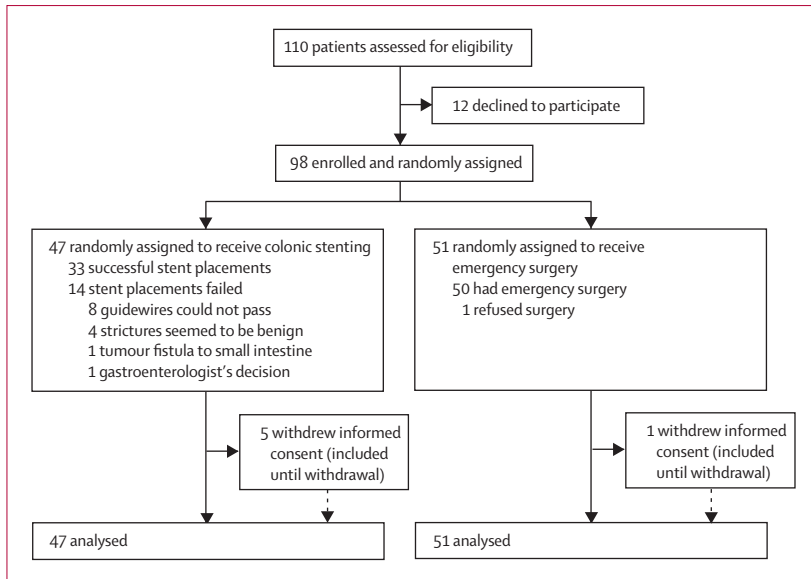 110 patients assessed for eligibility
12 declined to participate
98 enrolled and randomly assigned
47 randomly assigned to receive colonic stenting
33 successful stent placements
14 stent placements failed
8 guidewires could not pass
4 strictures seemed to be benign
1 tumour fistula to small intestine
1 gastroenterologist's decision
51 randomly assigned to receive
emergency surgery
50 had emergency surgery
1 refused surgery
5 withdrew informed
consent (included
until withdrawal)
1 withdrew informed
consent (included
until withdrawal)
47 analysed
51 analysed